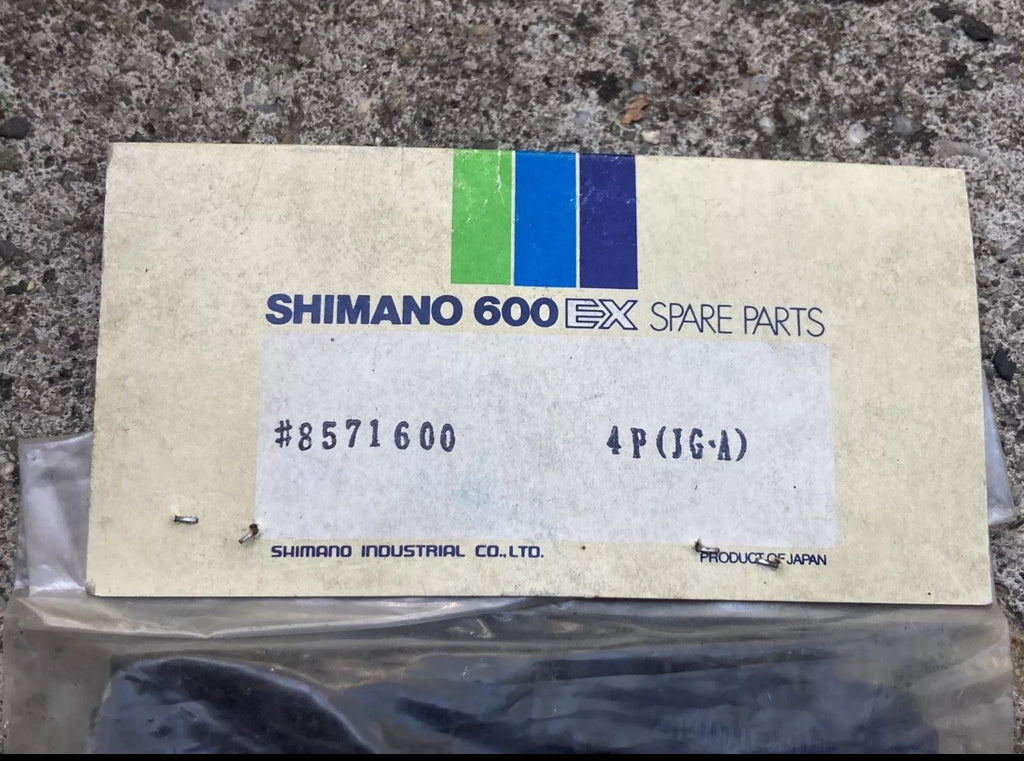 SHIMANO 600 EX SPARE PARTS
#8571600 4P(JG·A)
SHIMANO INDUSTRIAL CO.,LTD. PRODUCT OF JAPAN